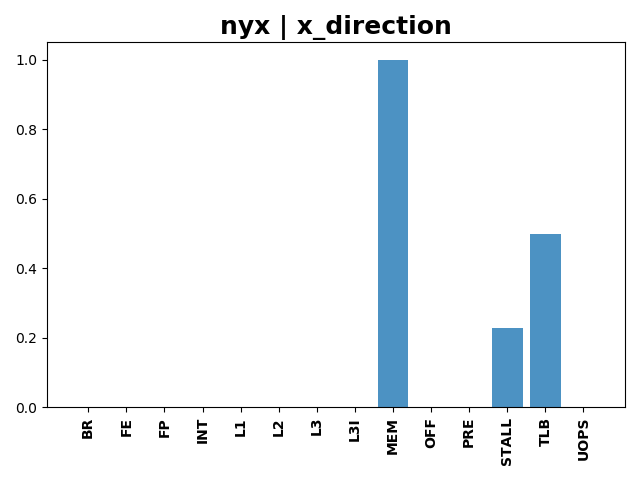 nyx | x_direction
1.0
0.8
0.6
0.4
0.2
0.0
BR
FE
FP
INT
L1
L2
L3
L3I
MEM
OFF
PRE
STALL
TLB
UOPS